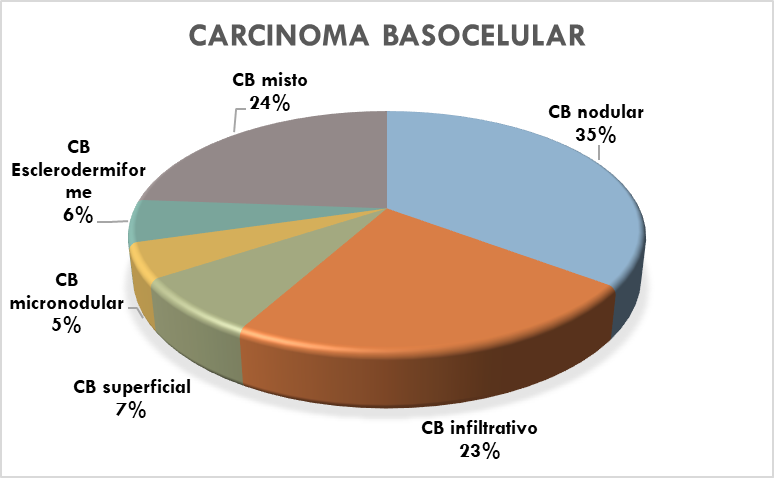 CARCINOMA BASOCELULAR
CB misto
24%
CB nodular
35%
CB
Esclerodermifor
me
6%
CB
micronodular
5%
CB superficial
7%
CB infiltrativo
23%